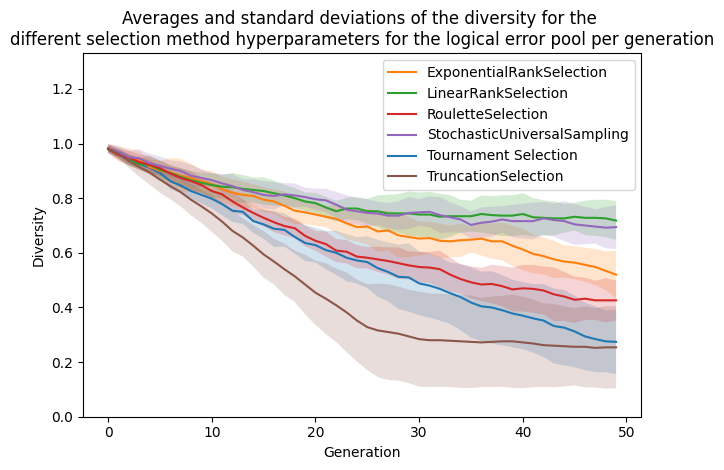 Averages and standard deviations of the diversity for the
different selection method hyperparameters for the logical error pool per generation
ExponentialRankSelection
LinearRankSelection
RouletteSelection
StochasticUniversalSampling
Tournament Selection
TruncationSelection
1.2
1.0
0.8
0.6
0.4
0.2
0.0
Diversity
0 10 20 30 40 50
Generation